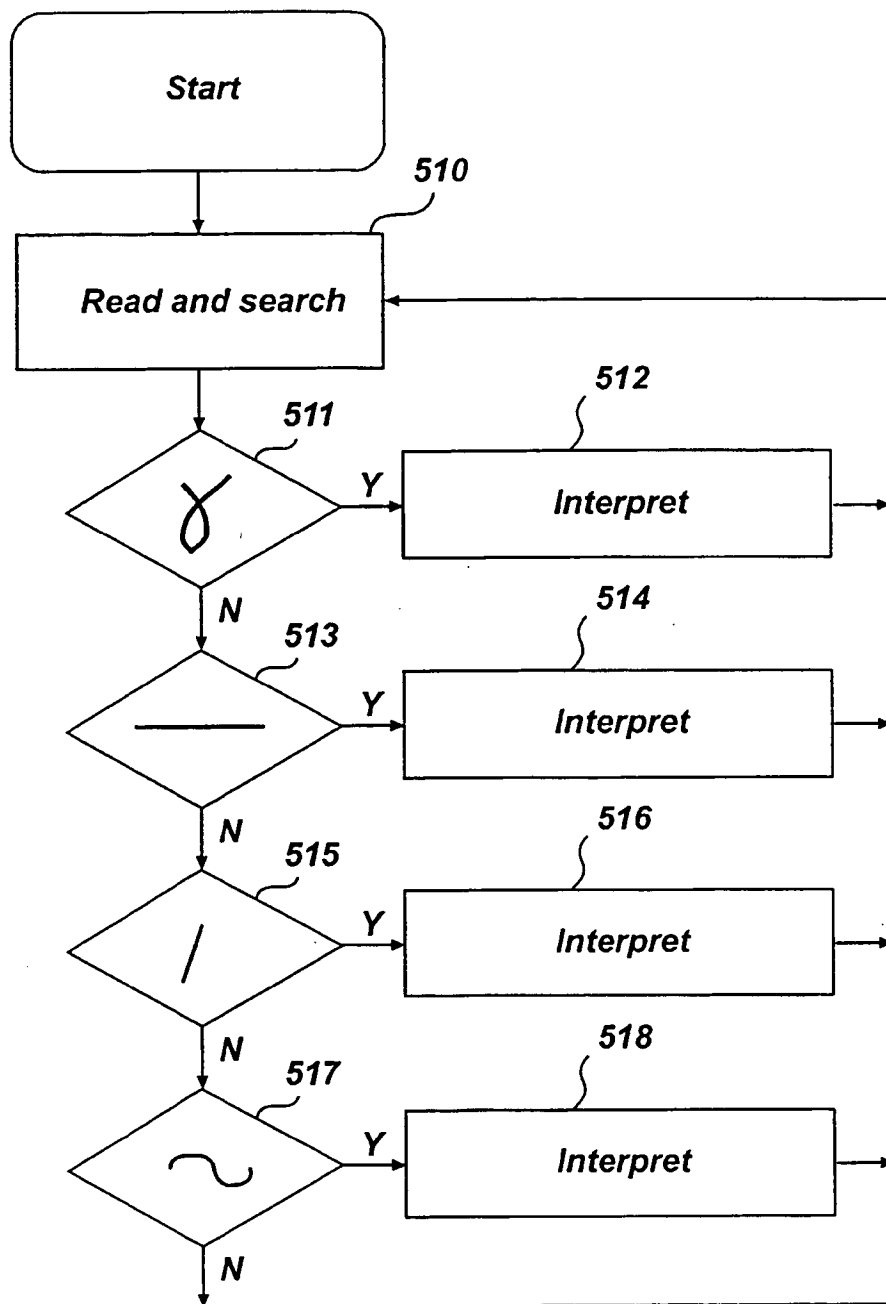 Start
510
Read and search
512
511
Y
Interpret
N
514
513
Y
Interpret
N
516
515
Y
Interpret
N
518
517
Y
Interpret
N